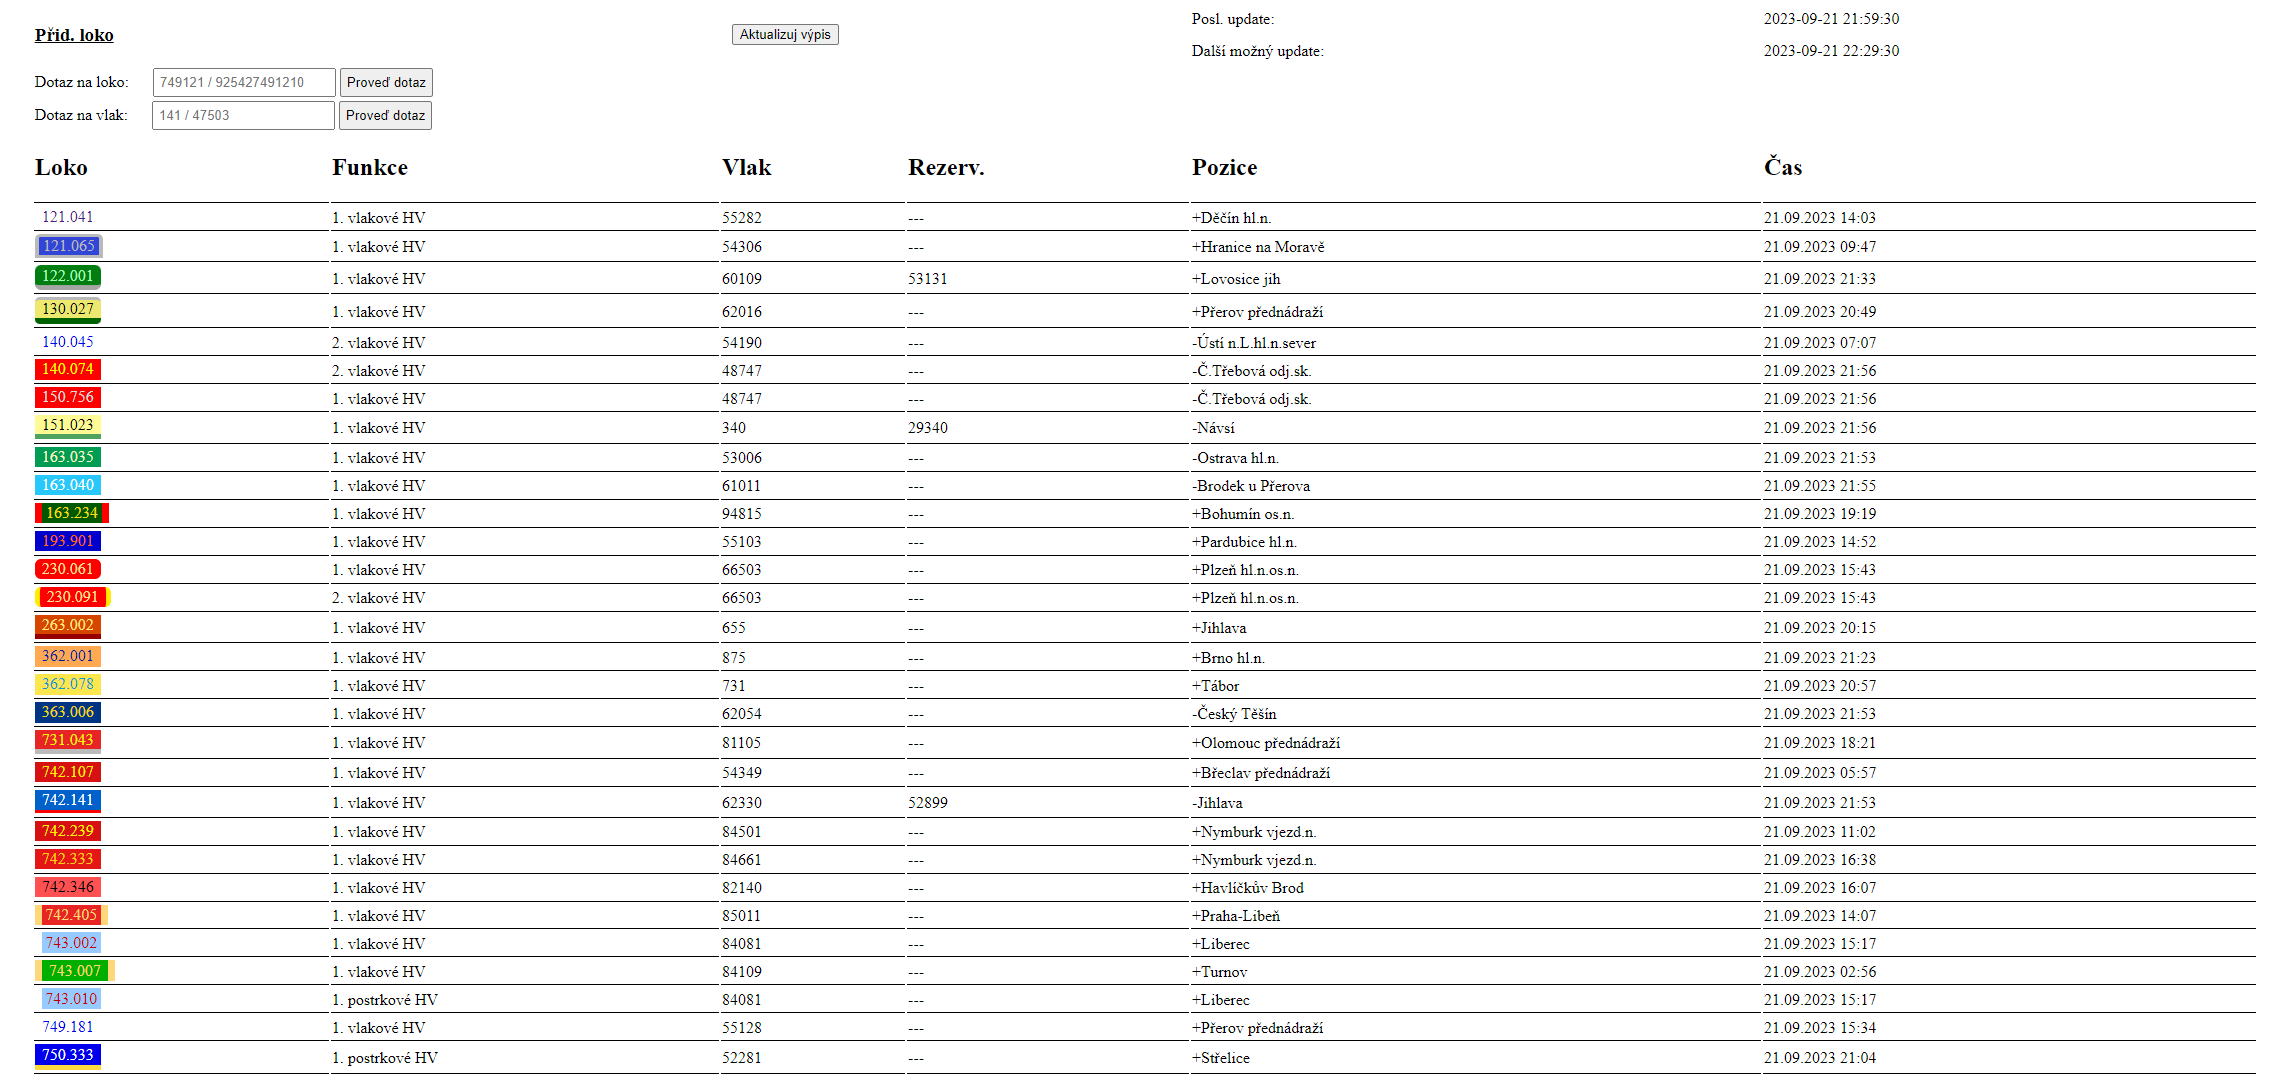 Přid. loko Aktualizuj výpis Posl. update: 2023-09-21 21:59:30
Další možný update: 2023-09-21 22:29:30
Dotaz na loko: 749121 / 925427491210 Proveď dotaz
Dotaz na vlak: 141 / 47503 Proveď dotaz
Loko Funkce Vlak Rezerv. Pozice Čas
121.041 1. vlakové HV 55282 --- +Děčín hl.n. 21.09.2023 14:03
121.065 1. vlakové HV 54306 --- +Hranice na Moravě 21.09.2023 09:47
122.001 1. vlakové HV 60109 53131 +Lovosice jih 21.09.2023 21:33
130.027 1. vlakové HV 62016 --- +Přerov přednádraží 21.09.2023 20:49
140.045 2. vlakové HV 54190 --- -Ústí n.L.hl.n.sever 21.09.2023 07:07
140.074 2. vlakové HV 48747 --- -Č.Třebová odj.sk. 21.09.2023 21:56
150.756 1. vlakové HV 48747 --- -Č.Třebová odj.sk. 21.09.2023 21:56
151.023 1. vlakové HV 340 29340 -Návsí 21.09.2023 21:56
163.035 1. vlakové HV 53006 --- -Ostrava hl.n. 21.09.2023 21:53
163.040 1. vlakové HV 61011 --- -Brodek u Přerova 21.09.2023 21:55
163.234 1. vlakové HV 94815 --- +Bohumín os.n. 21.09.2023 19:19
193.901 1. vlakové HV 55103 --- +Pardubice hl.n. 21.09.2023 14:52
230.061 1. vlakové HV 66503 --- +Plzeň hl.n.os.n. 21.09.2023 15:43
230.091 2. vlakové HV 66503 --- +Plzeň hl.n.os.n. 21.09.2023 15:43
263.002 1. vlakové HV 655 --- +Jihlava 21.09.2023 20:15
362.001 1. vlakové HV 875 --- +Brno hl.n. 21.09.2023 21:23
362.078 1. vlakové HV 731 --- +Tábor 21.09.2023 20:57
363.006 1. vlakové HV 62054 --- -Český Těšín 21.09.2023 21:53
731.043 1. vlakové HV 81105 --- +Olomouc přednádraží 21.09.2023 18:21
742.107 1. vlakové HV 54349 --- +Břeclav přednádraží 21.09.2023 05:57
742.141 1. vlakové HV 62330 52899 -Jihlava 21.09.2023 21:53
742.239 1. vlakové HV 84501 --- +Nymburk vjezd.n. 21.09.2023 11:02
742.333 1. vlakové HV 84661 --- +Nymburk vjezd.n. 21.09.2023 16:38
742.346 1. vlakové HV 82140 --- +Havlíčkův Brod 21.09.2023 16:07
742.405 1. vlakové HV 85011 --- +Praha-Libeň 21.09.2023 14:07
743.002 1. vlakové HV 84081 --- +Liberec 21.09.2023 15:17
743.007 1. vlakové HV 84109 --- +Turnov 21.09.2023 02:56
743.010 1. postrkové HV 84081 --- +Liberec 21.09.2023 15:17
749.181 1. vlakové HV 55128 --- +Přerov přednádraží 21.09.2023 15:34
750.333 1. postrkové HV 52281 --- +Střelice 21.09.2023 21:04